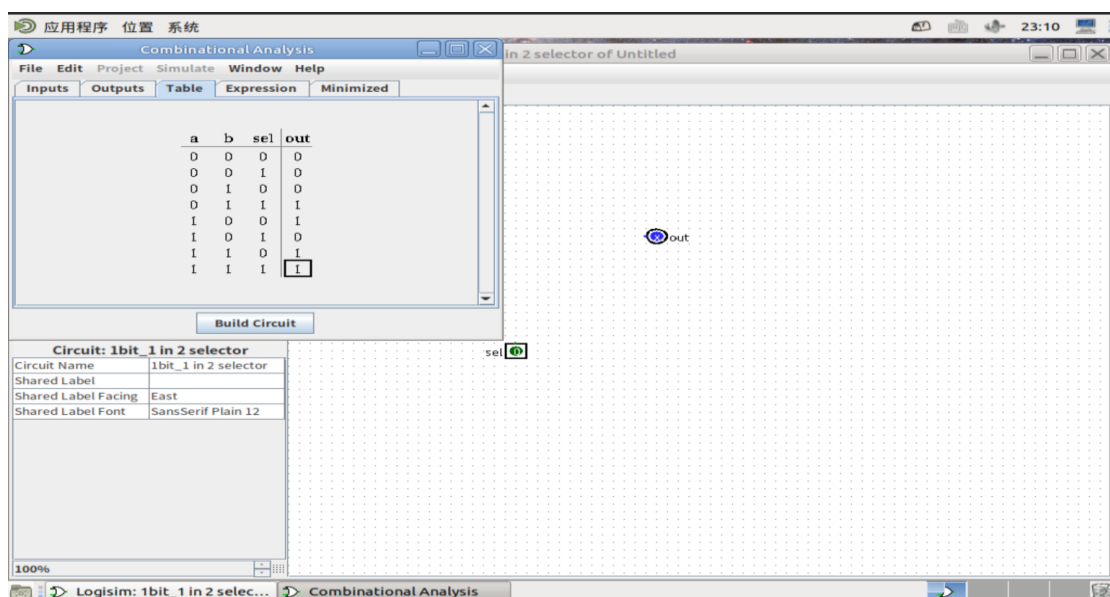 应用程序 位置 系统 23:10
Combinational Analysis
in 2 selector of Untitled
File Edit Project Simulate Window Help
Inputs Outputs Table Expression Minimized
a b sel out
0 0 0 0
0 0 1 0
0 1 0 0
0 1 1 1
1 0 0 1
1 0 1 0
1 1 0 1
1 1 1 1
out
Build Circuit
sel 0
Circuit: 1bit_1 in 2 selector
Circuit Name 1bit_1 in 2 selector
Shared Label
Shared Label Facing East
Shared Label Font SansSerif Plain 12
100%
Logisim: 1bit_1 in 2 selec... Combinational Analysis